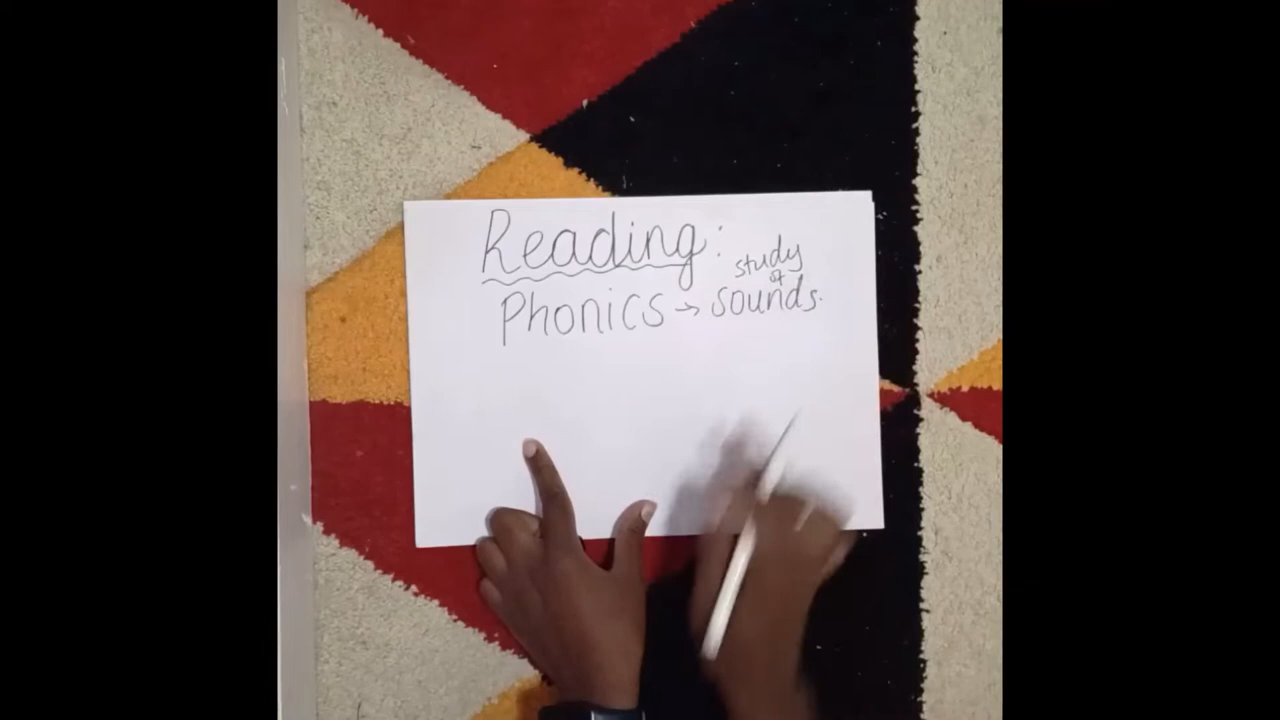 Reading:
study
of
Phonics → sounds.